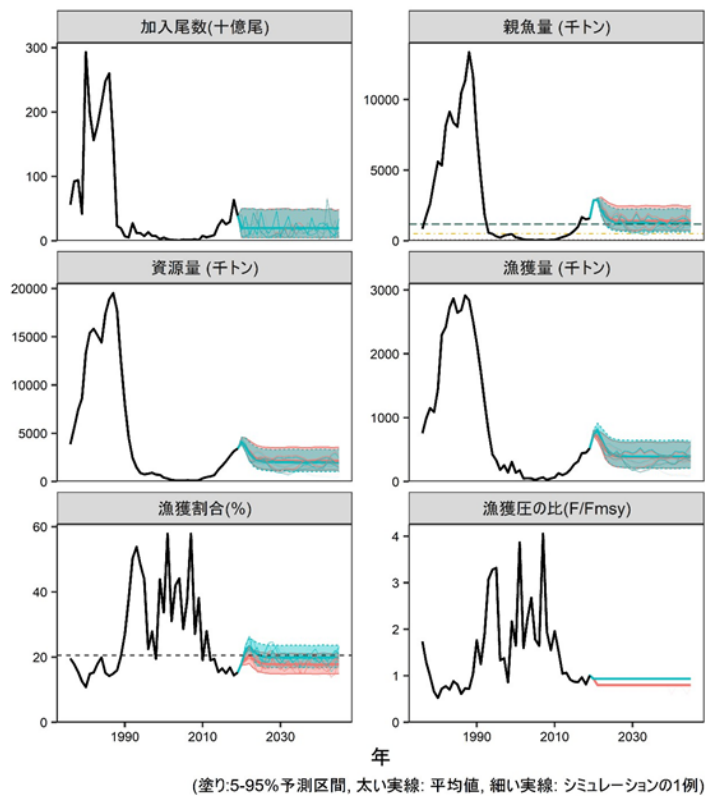 加入尾数(十億尾)
300
200
100
0
親魚量 (千トン)
10000
5000
0
資源量 (千トン)
20000
15000
10000
5000
0
漁獲量 (千トン)
3000
2000
1000
0
漁獲割合(%)
60
40
20
0
1990 2010 2030
漁獲圧の比(F/Fmsy)
4
3
2
1
0
1990 2010 2030
年
(塗り:5-95%予測区間, 太い実線: 平均値, 細い実線: シミュレーションの1例)